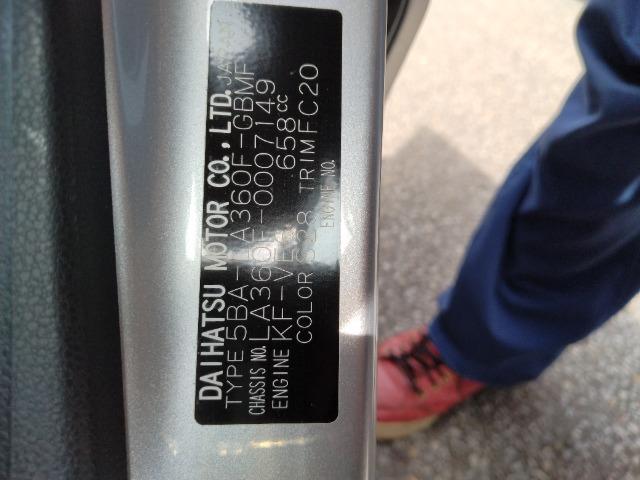 DAIHATSU MOTOR CO., LTD. JAPAN
TYPE 5BA-LA360F-GBMF
CHASSIS NO. LA360F-0007149
ENGINE KF-VE 658cc
COLOR S28 TRIM FC20
ENGINE NO.